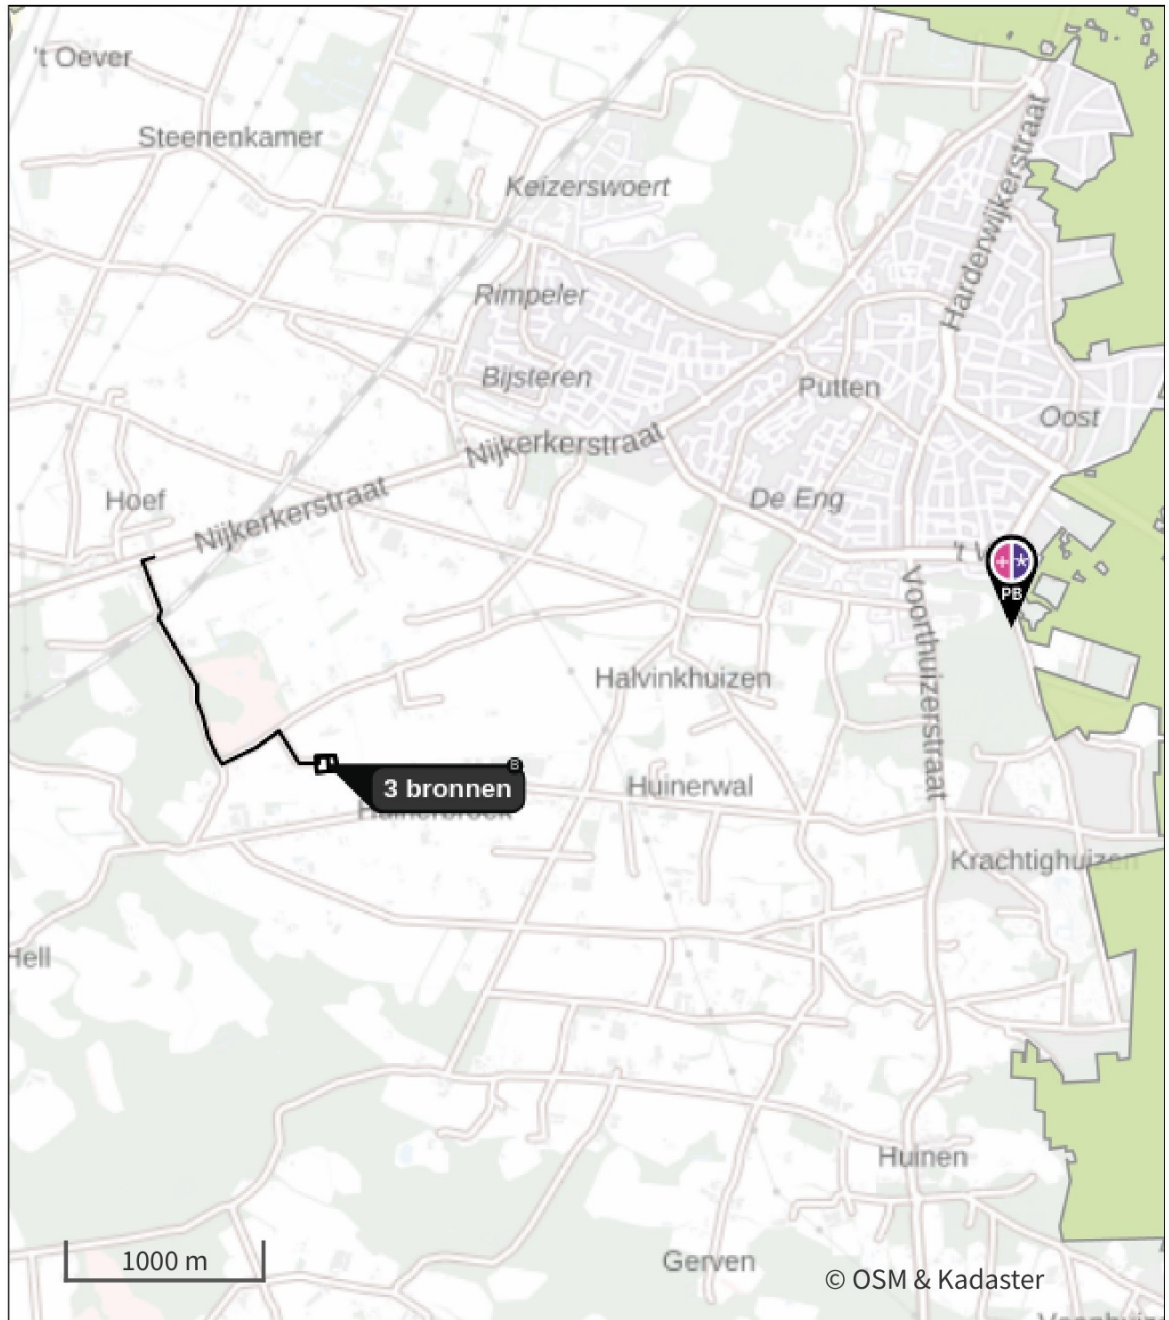 't Oever
Steenenkamer
Keizerswoert
Harderwijkerstraat
Rimpeler
Bijsteren
Putten
Oost
Nijkerkerstraat
De Eng
Hoef
Nijkerkerstraat
't V
PB
Voorthuizerstraat
Halvinkhuizen
B
3 bronnen
Huinerwal
Krachtighuizen
Hell
Huinen
Gerven
1000 m
© OSM & Kadaster